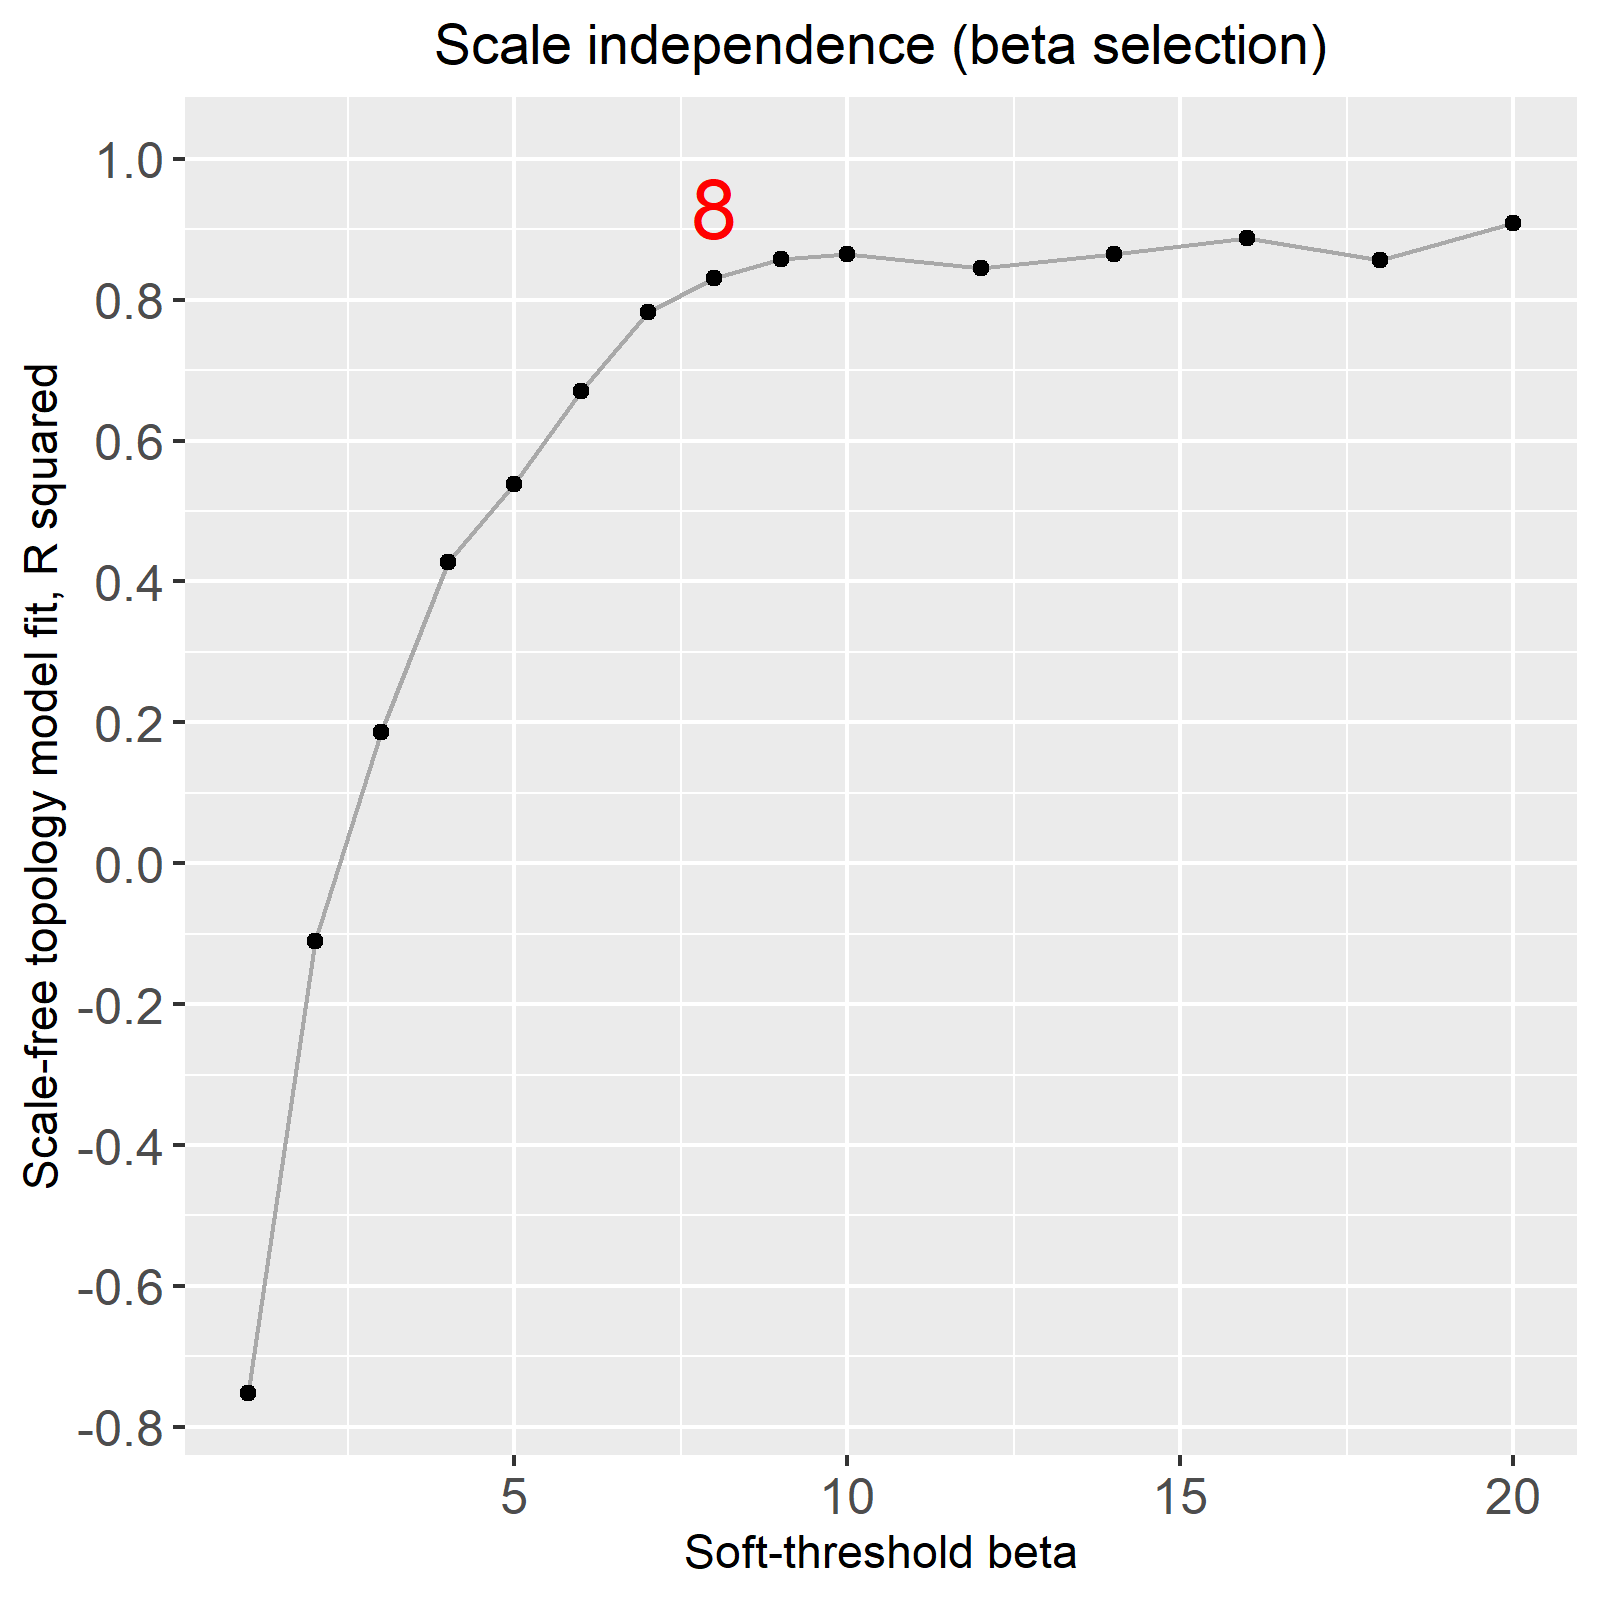 Scale independence (beta selection)
8
Scale-free topology model fit, R squared
1.0
0.8
0.6
0.4
0.2
0.0
-0.2
-0.4
-0.6
-0.8
5 10 15 20
Soft-threshold beta